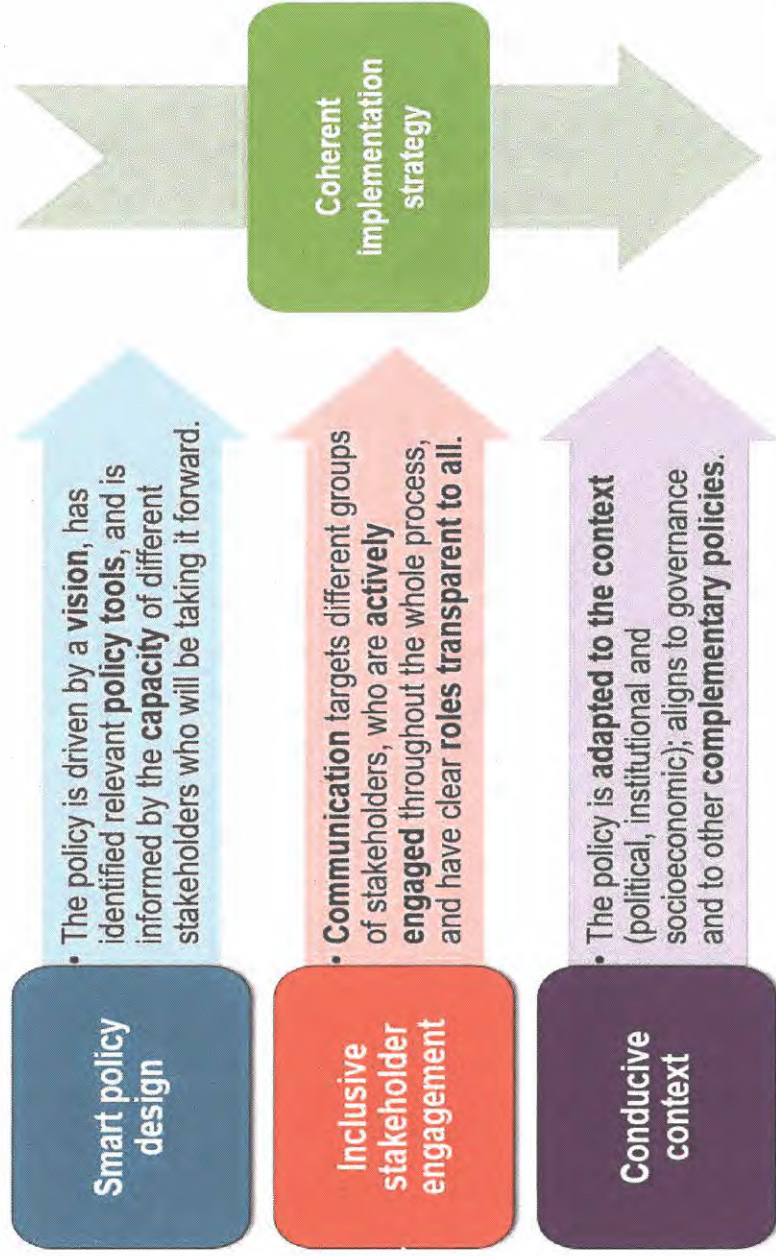 Smart policy
design
• The policy is driven by a vision, has
identified relevant policy tools, and is
informed by the capacity of different
stakeholders who will be taking it forward.
Inclusive
stakeholder
engagement
• Communication targets different groups
of stakeholders, who are actively
engaged throughout the whole process,
and have clear roles transparent to all.
Conducive
context
• The policy is adapted to the context
(political, institutional and
socioeconomic); aligns to governance
and to other complementary policies.
Coherent
implementation
strategy